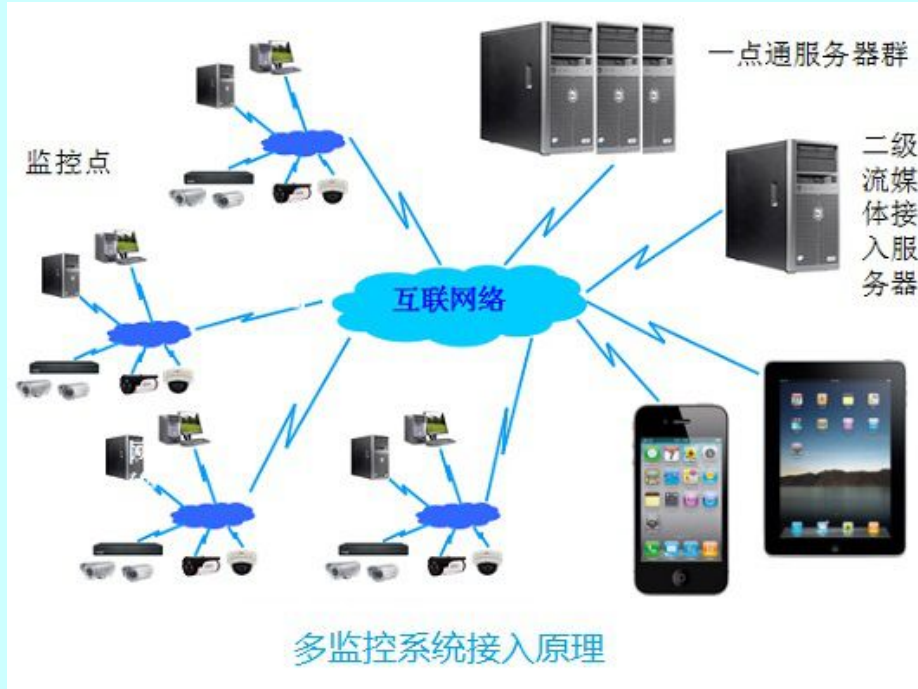 一点通服务器群
监控点
二级
流媒
体接
入服
务器
互联网络
多监控系统接入原理